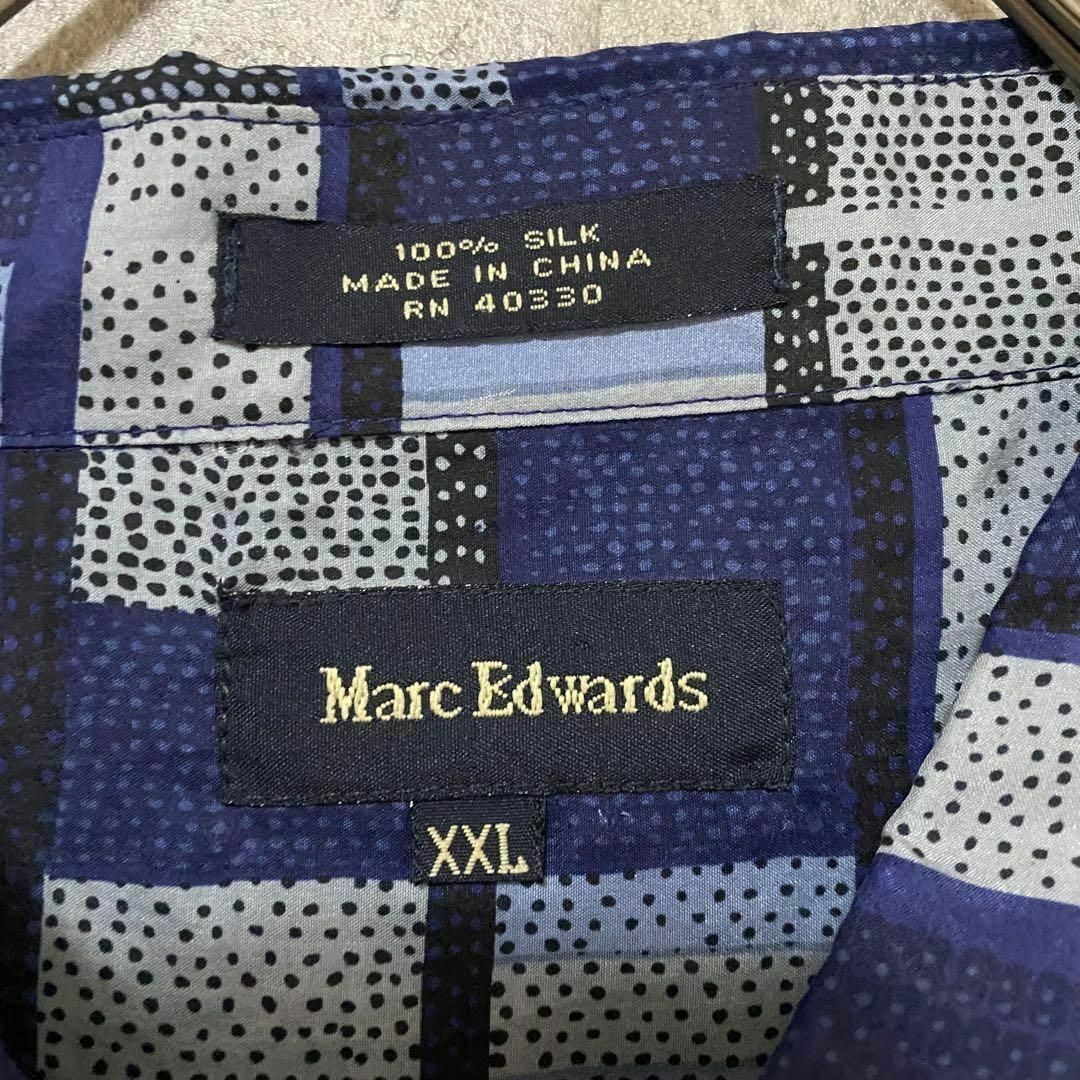 100% SILK
MADE IN CHINA
RN 40330
Marc Edwards
XXL